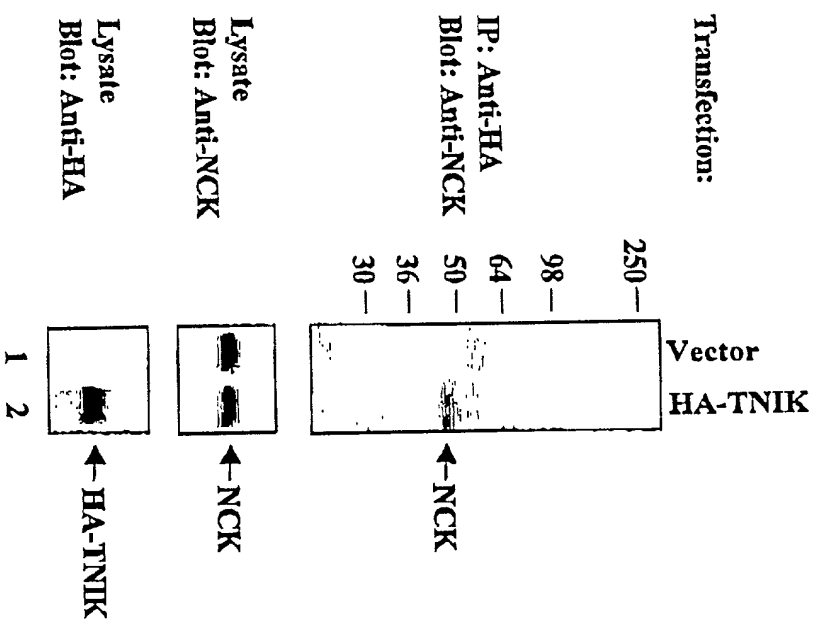 Transfection:
Vector
HA-TNIK
IP: Anti-HA
Blot: Anti-NCK
250
98
64
50
36
30
NCK
Lysate
Blot: Anti-NCK
NCK
Lysate
Blot: Anti-HA
HA-TNIK
1 2